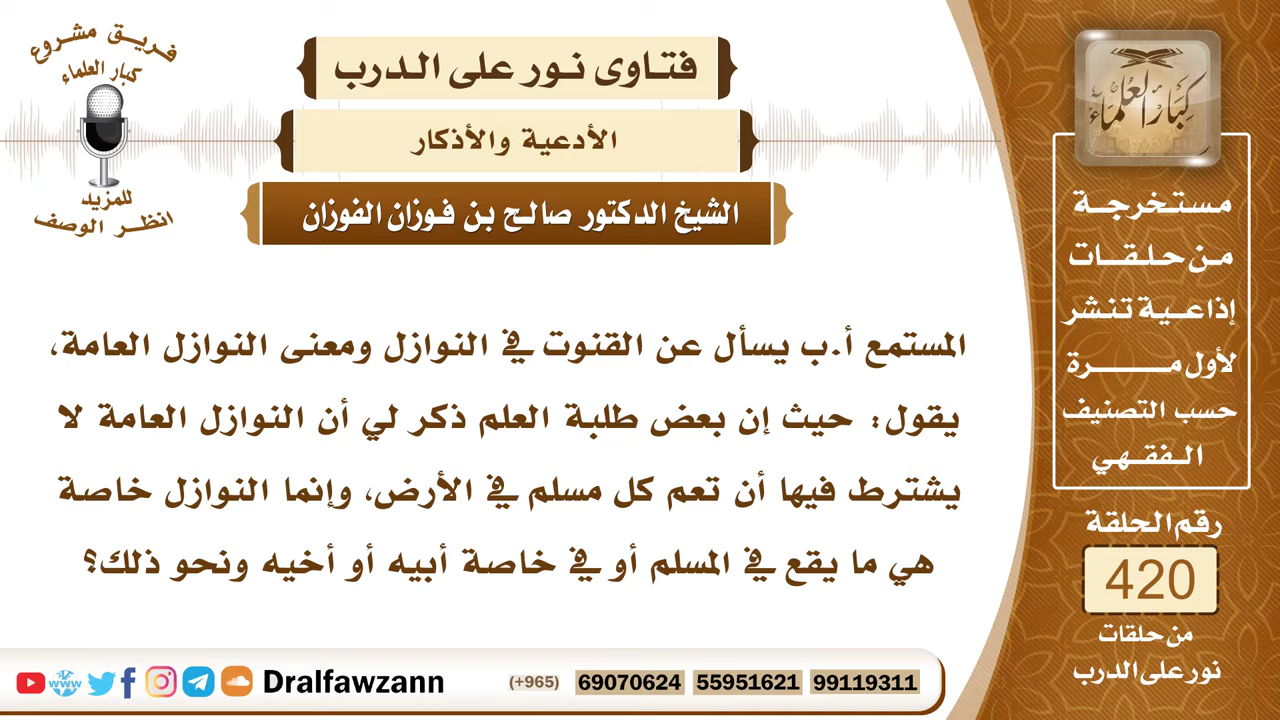 فريق مشروع
كبار العلماء
للمزيد
انظر الوصف
فتاوى نور على الدرب
الأدعية والأذكار
الشيخ الدكتور صالح بن فوزان الفوزان
المستمع أ.ب يسأل عن القنوت في النوازل ومعنى النوازل العامة،
يقول: حيث إن بعض طلبة العلم ذكر لي أن النوازل العامة لا
يشترط فيها أن تعم كل مسلم في الأرض، وإنما النوازل خاصة
هي ما يقع في المسلم أو في خاصة أبيه أو أخيه ونحو ذلك؟
كبار العلماء
مستخرجة
من حلقات
إذاعية تنشر
لأول مرة
حسب التصنيف
الفقهي
رقم الحلقة
420
من حلقات
نور على الدرب
www
Dralfawzann
(+965) 69070624 55951621 99119311